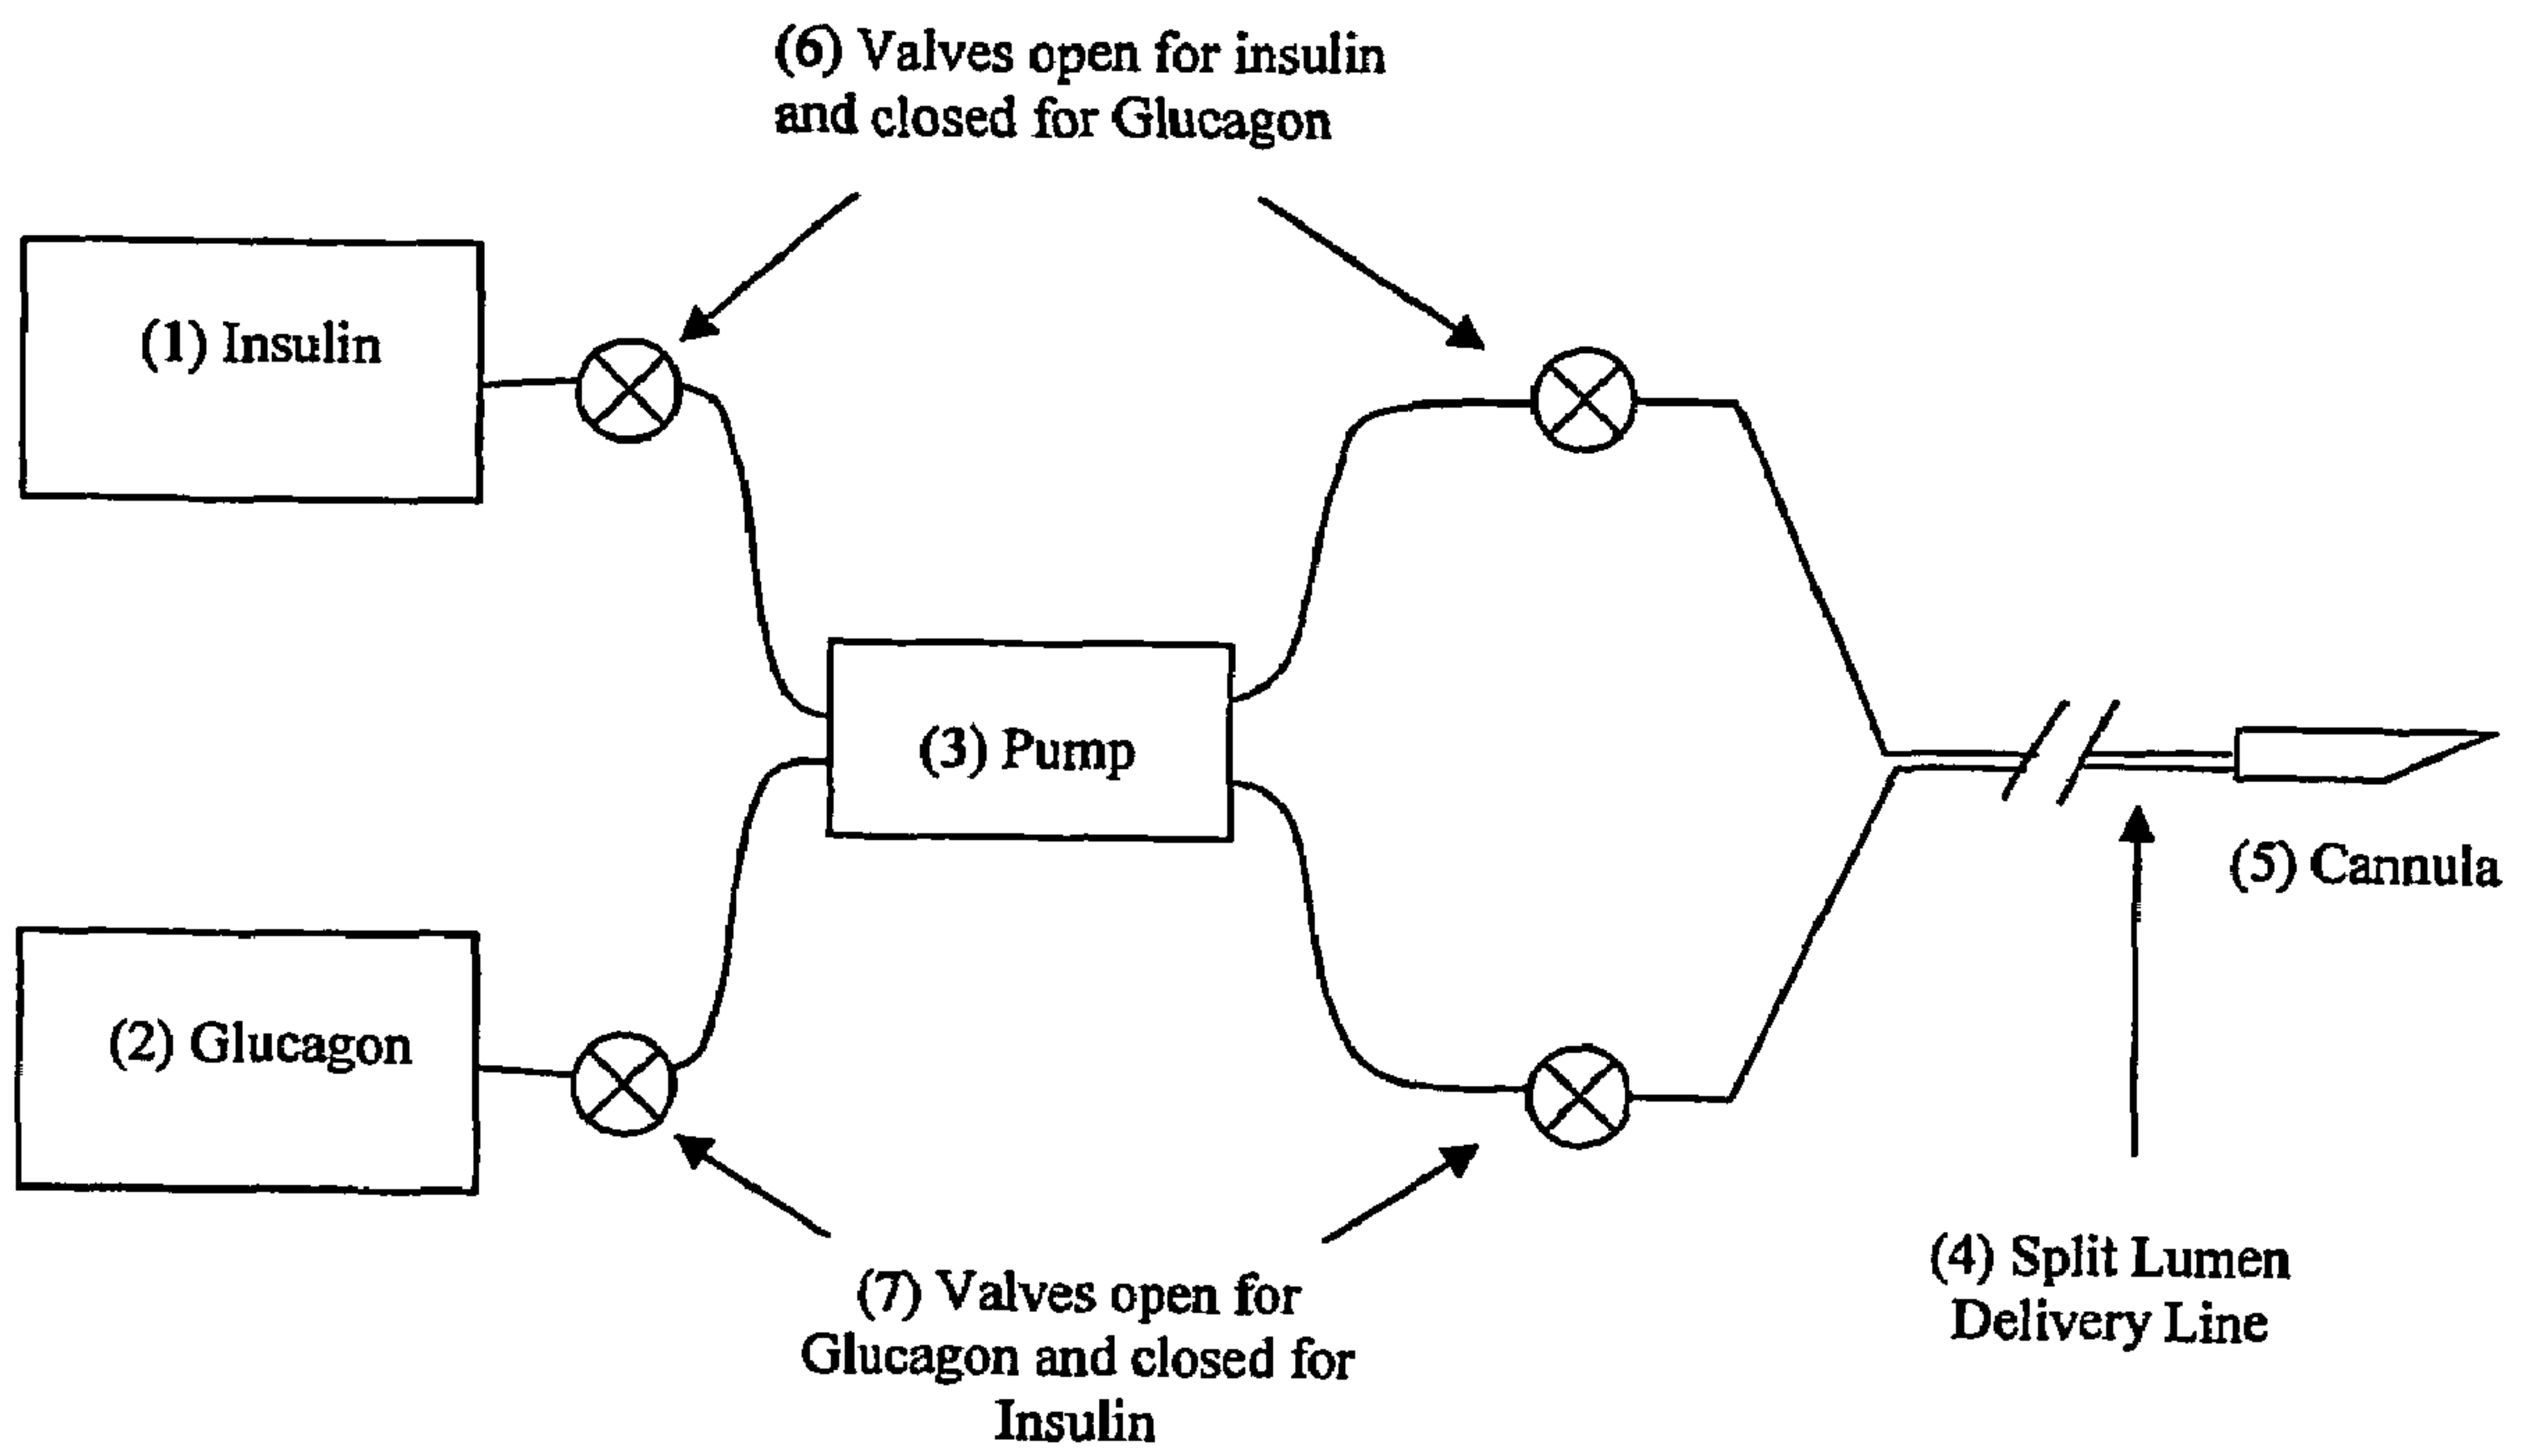 (6) Valves open for insulin
and closed for Glucagon
(1) Insulin
(3) Pump
(5) Cannula
(2) Glucagon
(4) Split Lumen
Delivery Line
(7) Valves open for
Glucagon and closed for
Insulin